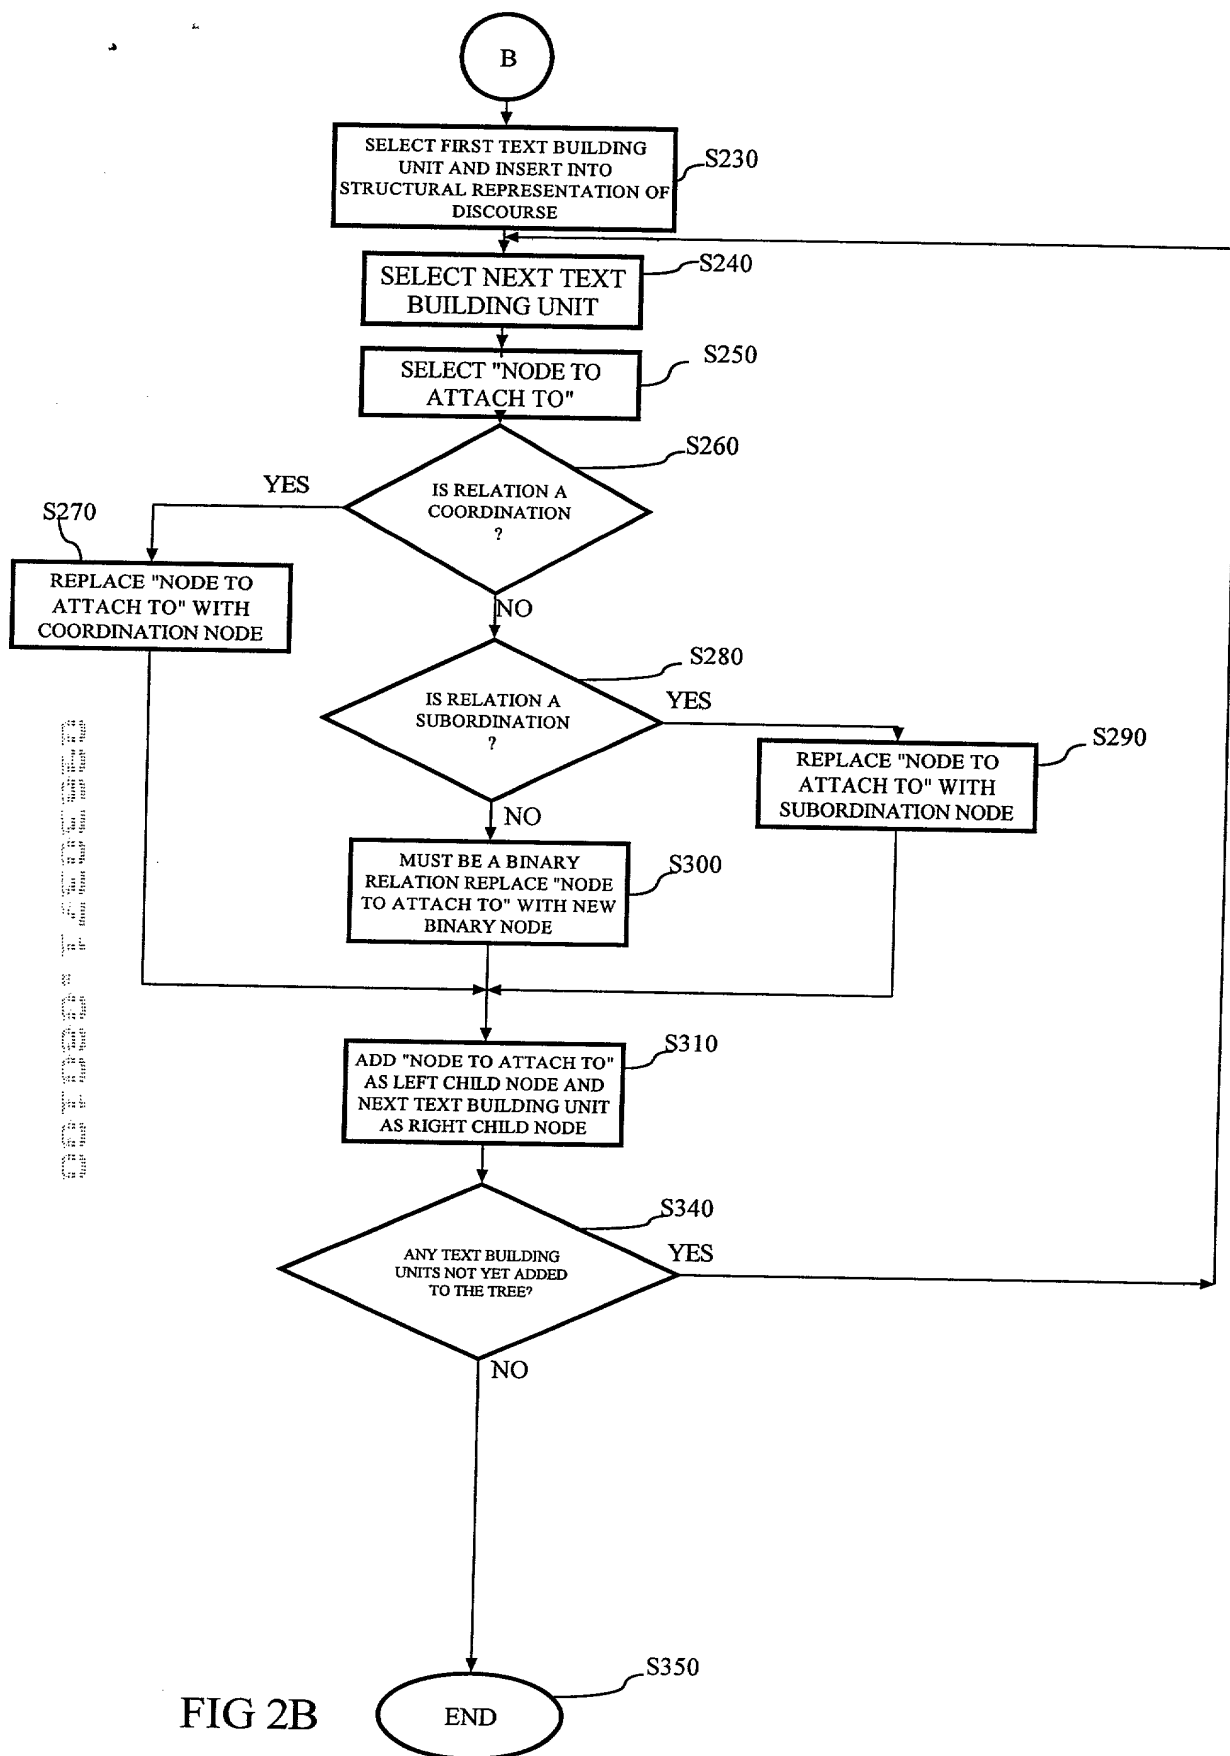 B
SELECT FIRST TEXT BUILDING
UNIT AND INSERT INTO
STRUCTURAL REPRESENTATION OF
DISCOURSE
S230
SELECT NEXT TEXT
BUILDING UNIT
S240
SELECT "NODE TO
ATTACH TO"
S250
IS RELATION A
COORDINATION
?
S260
YES
S270
REPLACE "NODE TO
ATTACH TO" WITH
COORDINATION NODE
NO
IS RELATION A
SUBORDINATION
?
S280
YES
S290
REPLACE "NODE TO
ATTACH TO" WITH
SUBORDINATION NODE
NO
MUST BE A BINARY
RELATION REPLACE "NODE
TO ATTACH TO" WITH NEW
BINARY NODE
S300
ADD "NODE TO ATTACH TO"
AS LEFT CHILD NODE AND
NEXT TEXT BUILDING UNIT
AS RIGHT CHILD NODE
S310
ANY TEXT BUILDING
UNITS NOT YET ADDED
TO THE TREE?
S340
YES
NO
S350
END
FIG 2B